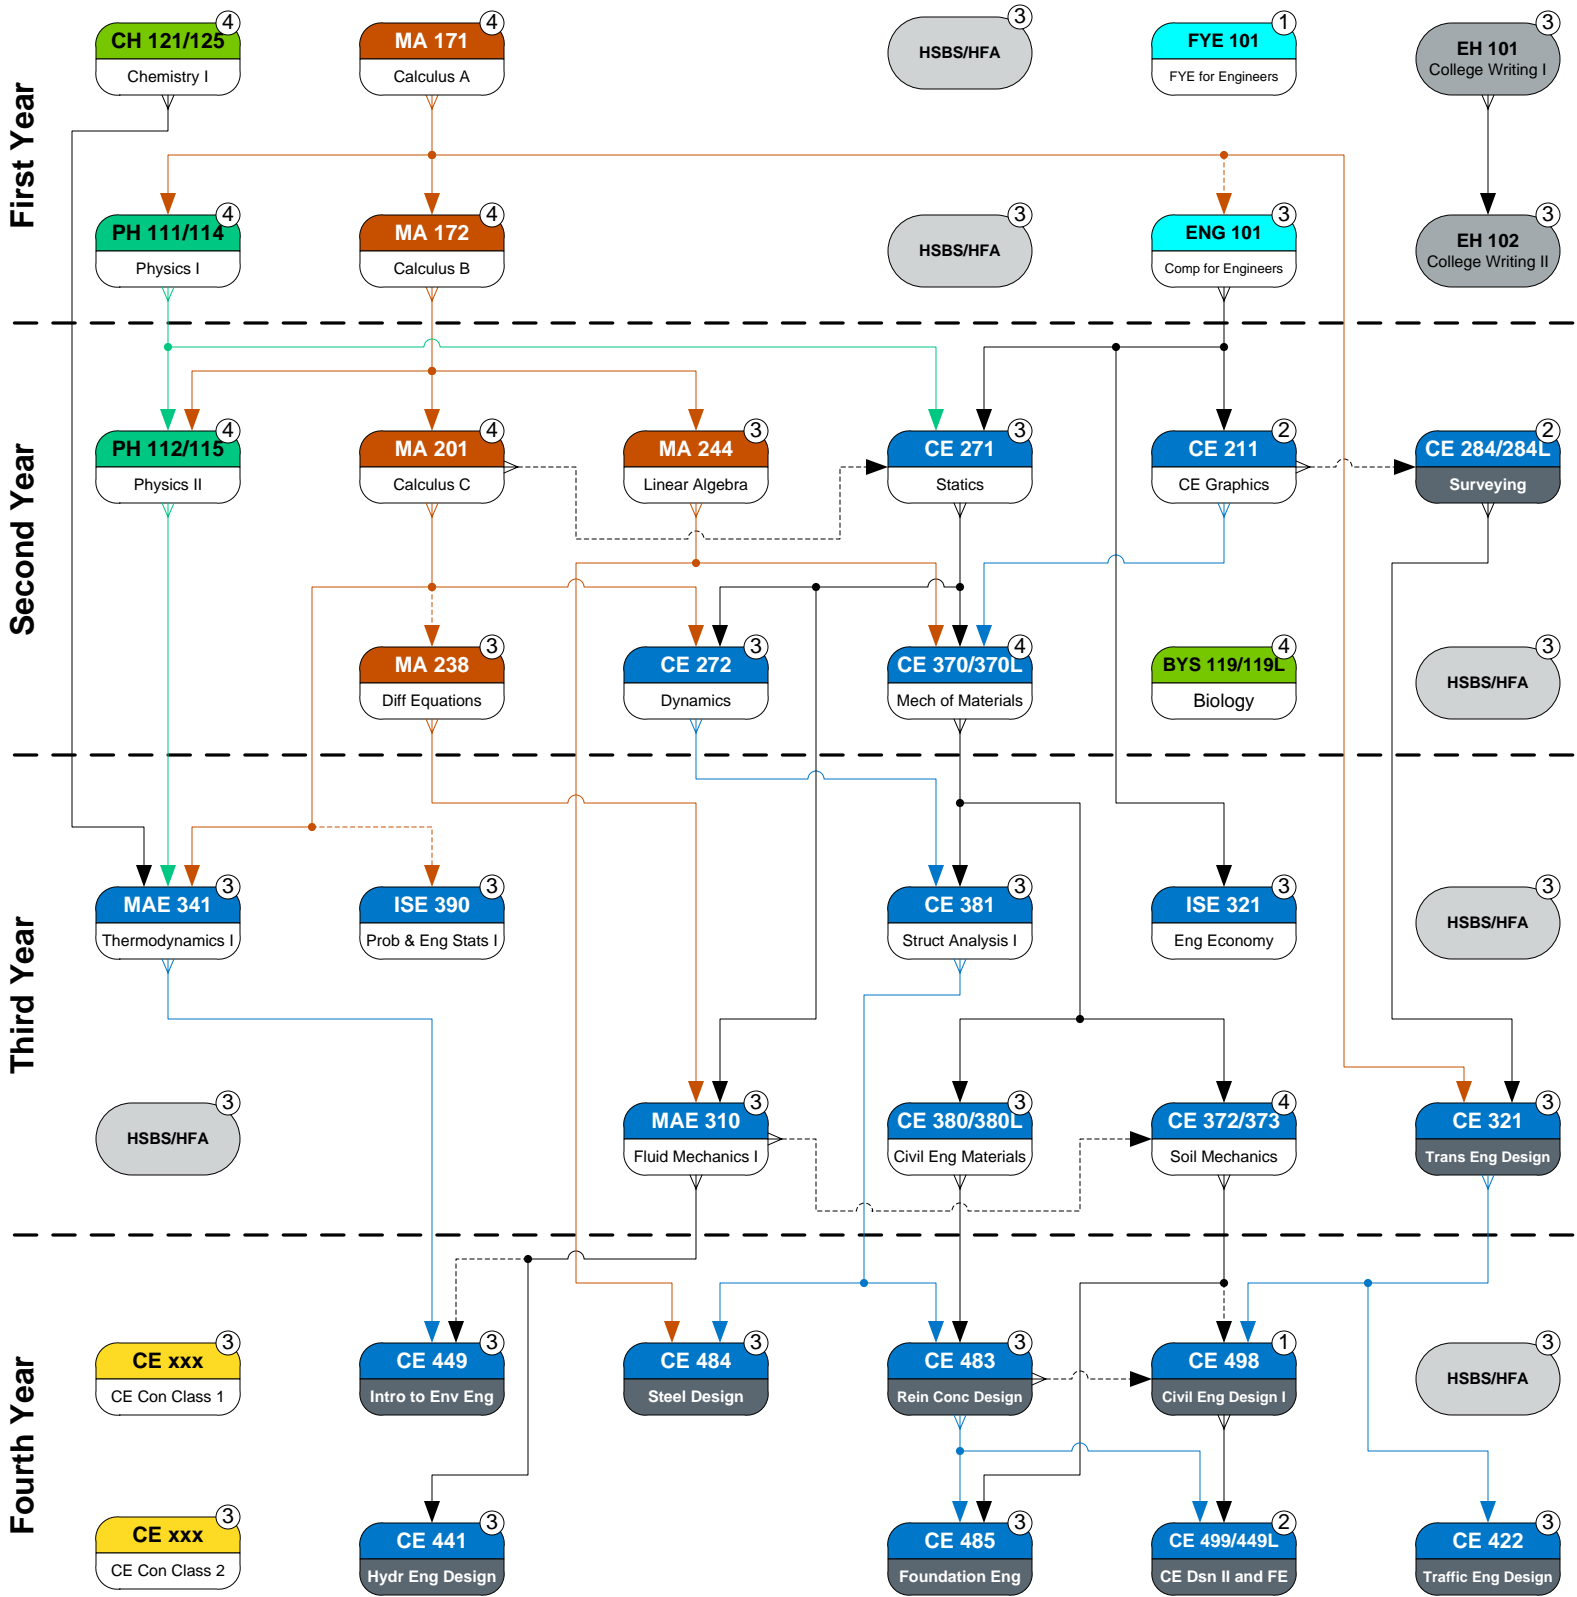 First Year
4
CH 121/125
Chemistry I
4
MA 171
Calculus A
3
HSBS/HFA
1
FYE 101
FYE for Engineers
3
EH 101
College Writing I
4
PH 111/114
Physics I
4
MA 172
Calculus B
3
HSBS/HFA
3
ENG 101
Comp for Engineers
3
EH 102
College Writing II
Second Year
4
PH 112/115
Physics II
4
MA 201
Calculus C
3
MA 244
Linear Algebra
3
CE 271
Statics
2
CE 211
CE Graphics
2
CE 284/284L
Surveying
3
MA 238
Diff Equations
3
CE 272
Dynamics
4
CE 370/370L
Mech of Materials
4
BYS 119/119L
Biology
3
HSBS/HFA
Third Year
3
MAE 341
Thermodynamics I
3
ISE 390
Prob & Eng Stats I
3
CE 381
Struct Analysis I
3
ISE 321
Eng Economy
3
HSBS/HFA
3
HSBS/HFA
3
MAE 310
Fluid Mechanics I
3
CE 380/380L
Civil Eng Materials
4
CE 372/373
Soil Mechanics
3
CE 321
Trans Eng Design
Fourth Year
3
CE xxx
CE Con Class 1
3
CE 449
Intro to Env Eng
3
CE 484
Steel Design
3
CE 483
Rein Conc Design
1
CE 498
Civil Eng Design I
3
HSBS/HFA
3
CE xxx
CE Con Class 2
3
CE 441
Hydr Eng Design
3
CE 485
Foundation Eng
2
CE 499/449L
CE Dsn II and FE
3
CE 422
Traffic Eng Design